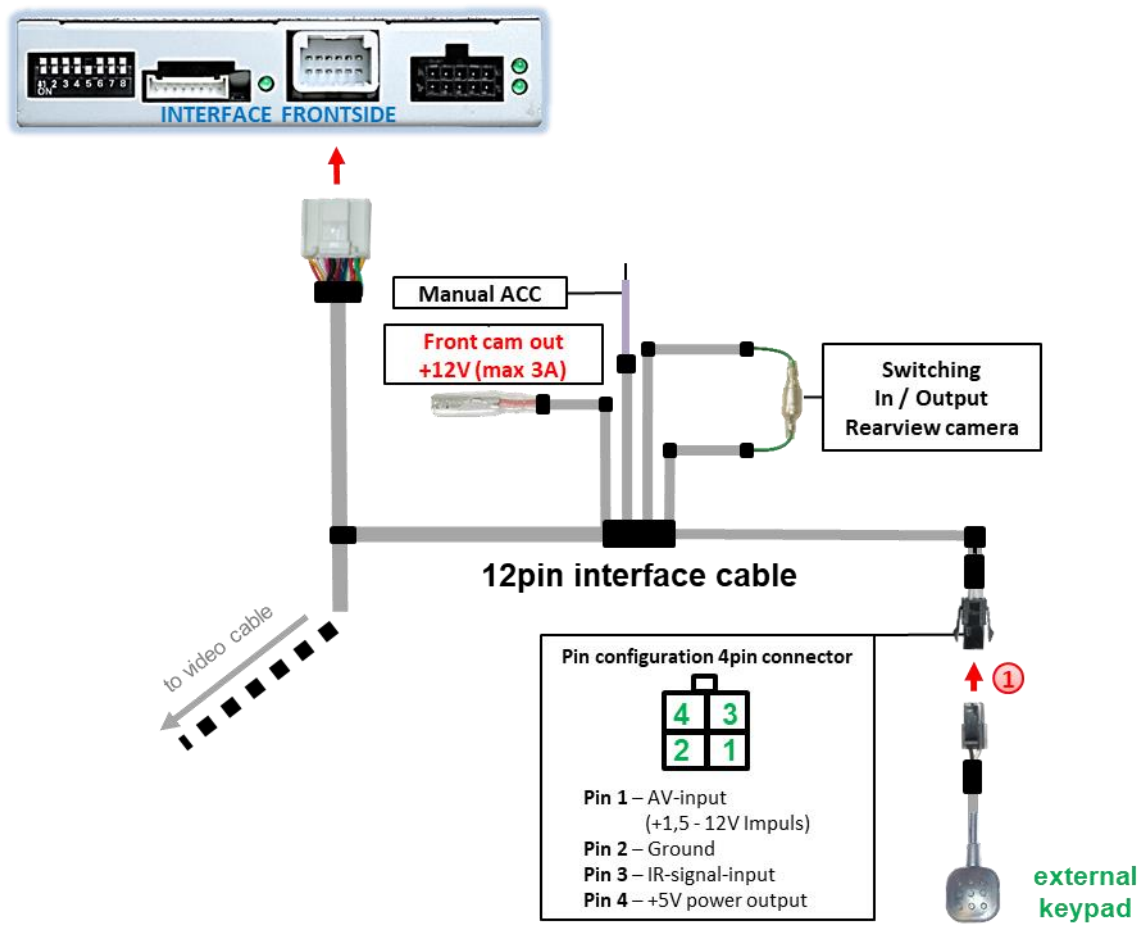 1 2 3 4 5 6 7 8
ON
INTERFACE FRONTSIDE
Manual ACC
Front cam out
+12V (max 3A)
Switching
In / Output
Rearview camera
12pin interface cable
to video cable
Pin configuration 4pin connector
4 3
2 1
Pin 1 – AV-input
(+1,5 - 12V Impuls)
Pin 2 – Ground
Pin 3 – IR-signal-input
Pin 4 – +5V power output
1
external
keypad